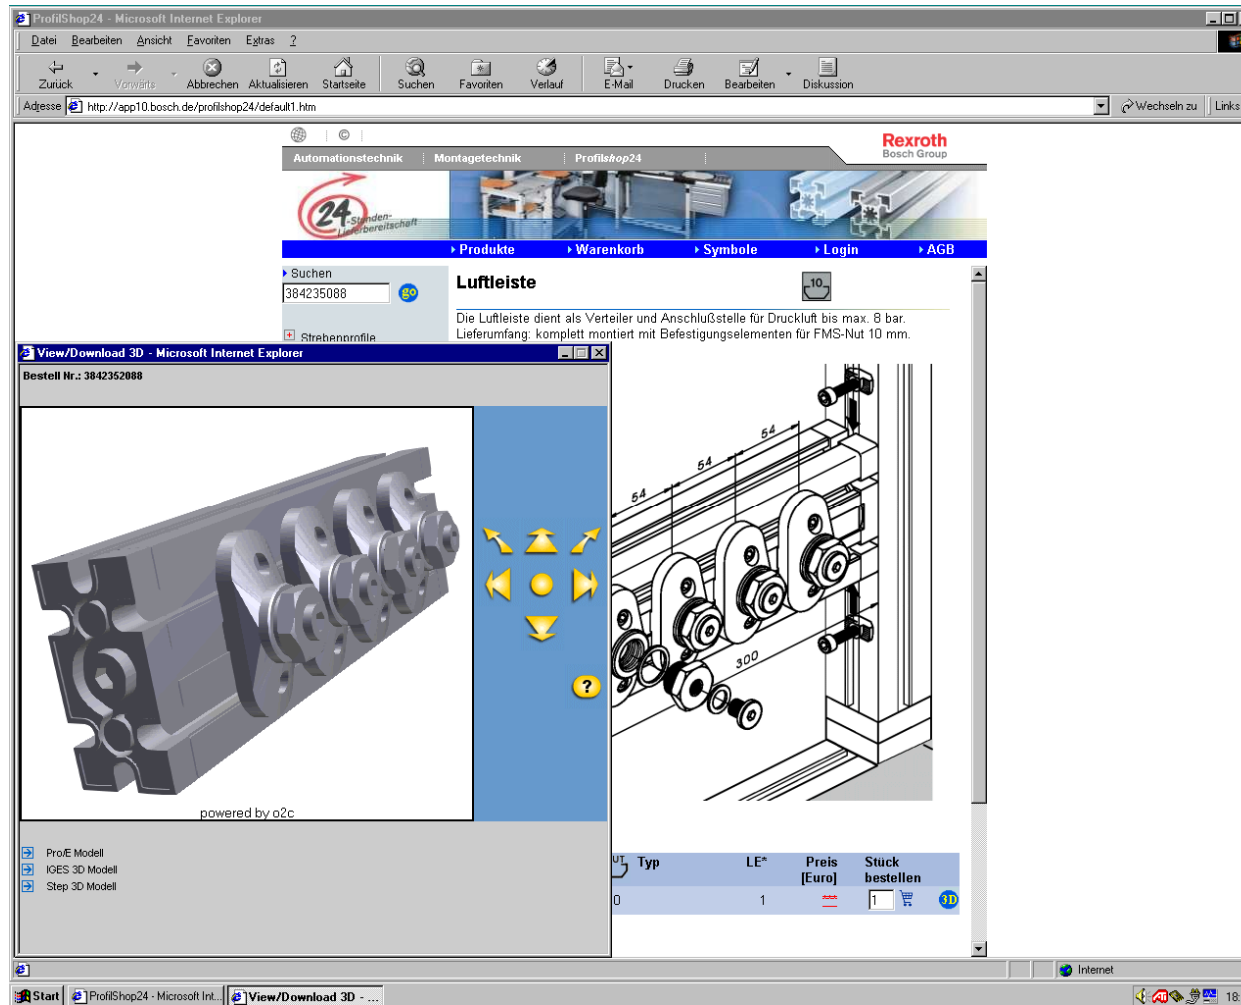 ProfilShop24 - Microsoft Internet Explorer
Datei Bearbeiten Ansicht Favoriten Extras ?
Zurück Vorwärts Abbrechen Aktualisieren Startseite Suchen Favoriten Verlauf E-Mail Drucken Bearbeiten Diskussion
Adresse http://app10.bosch.de/profilshop24/default1.htm Wechseln zu Links
©
Rexroth
Bosch Group
Automationstechnik Montagetechnik Profilshop24
24-Stunden-
Lieferbereitschaft
Produkte Warenkorb Symbole Login AGB
Suchen
384235088 go
Strebenprofile
Luftleiste
10
Die Luftleiste dient als Verteiler und Anschlußstelle für Druckluft bis max. 8 bar.
Lieferumfang: komplett montiert mit Befestigungselementen für FMS-Nut 10 mm.
View/Download 3D - Microsoft Internet Explorer
Bestell Nr.: 3842352088
54
54
54
300
?
powered by o2c
Pro/E Modell
IGES 3D Modell
Step 3D Modell
UT Typ LE* Preis Stück
[Euro] bestellen
0 1 1 3D
Internet
Start ProfilShop24 - Microsoft Int... View/Download 3D - ... 18: